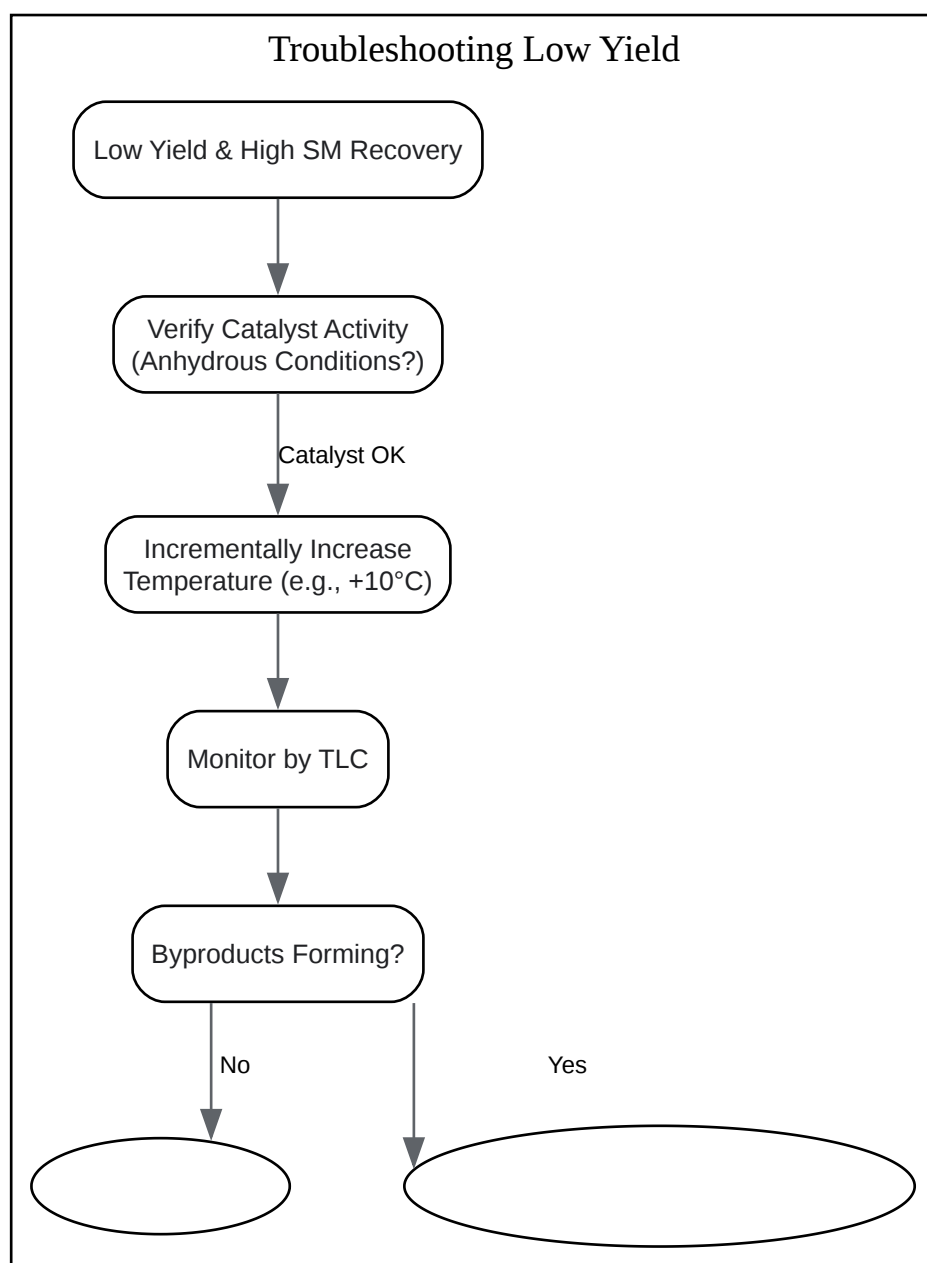 Troubleshooting Low Yield
Low Yield & High SM Recovery
Verify Catalyst Activity
(Anhydrous Conditions?)
Catalyst OK
Incrementally Increase
Temperature (e.g., +10°C)
Monitor by TLC
Byproducts Forming?
No
Yes